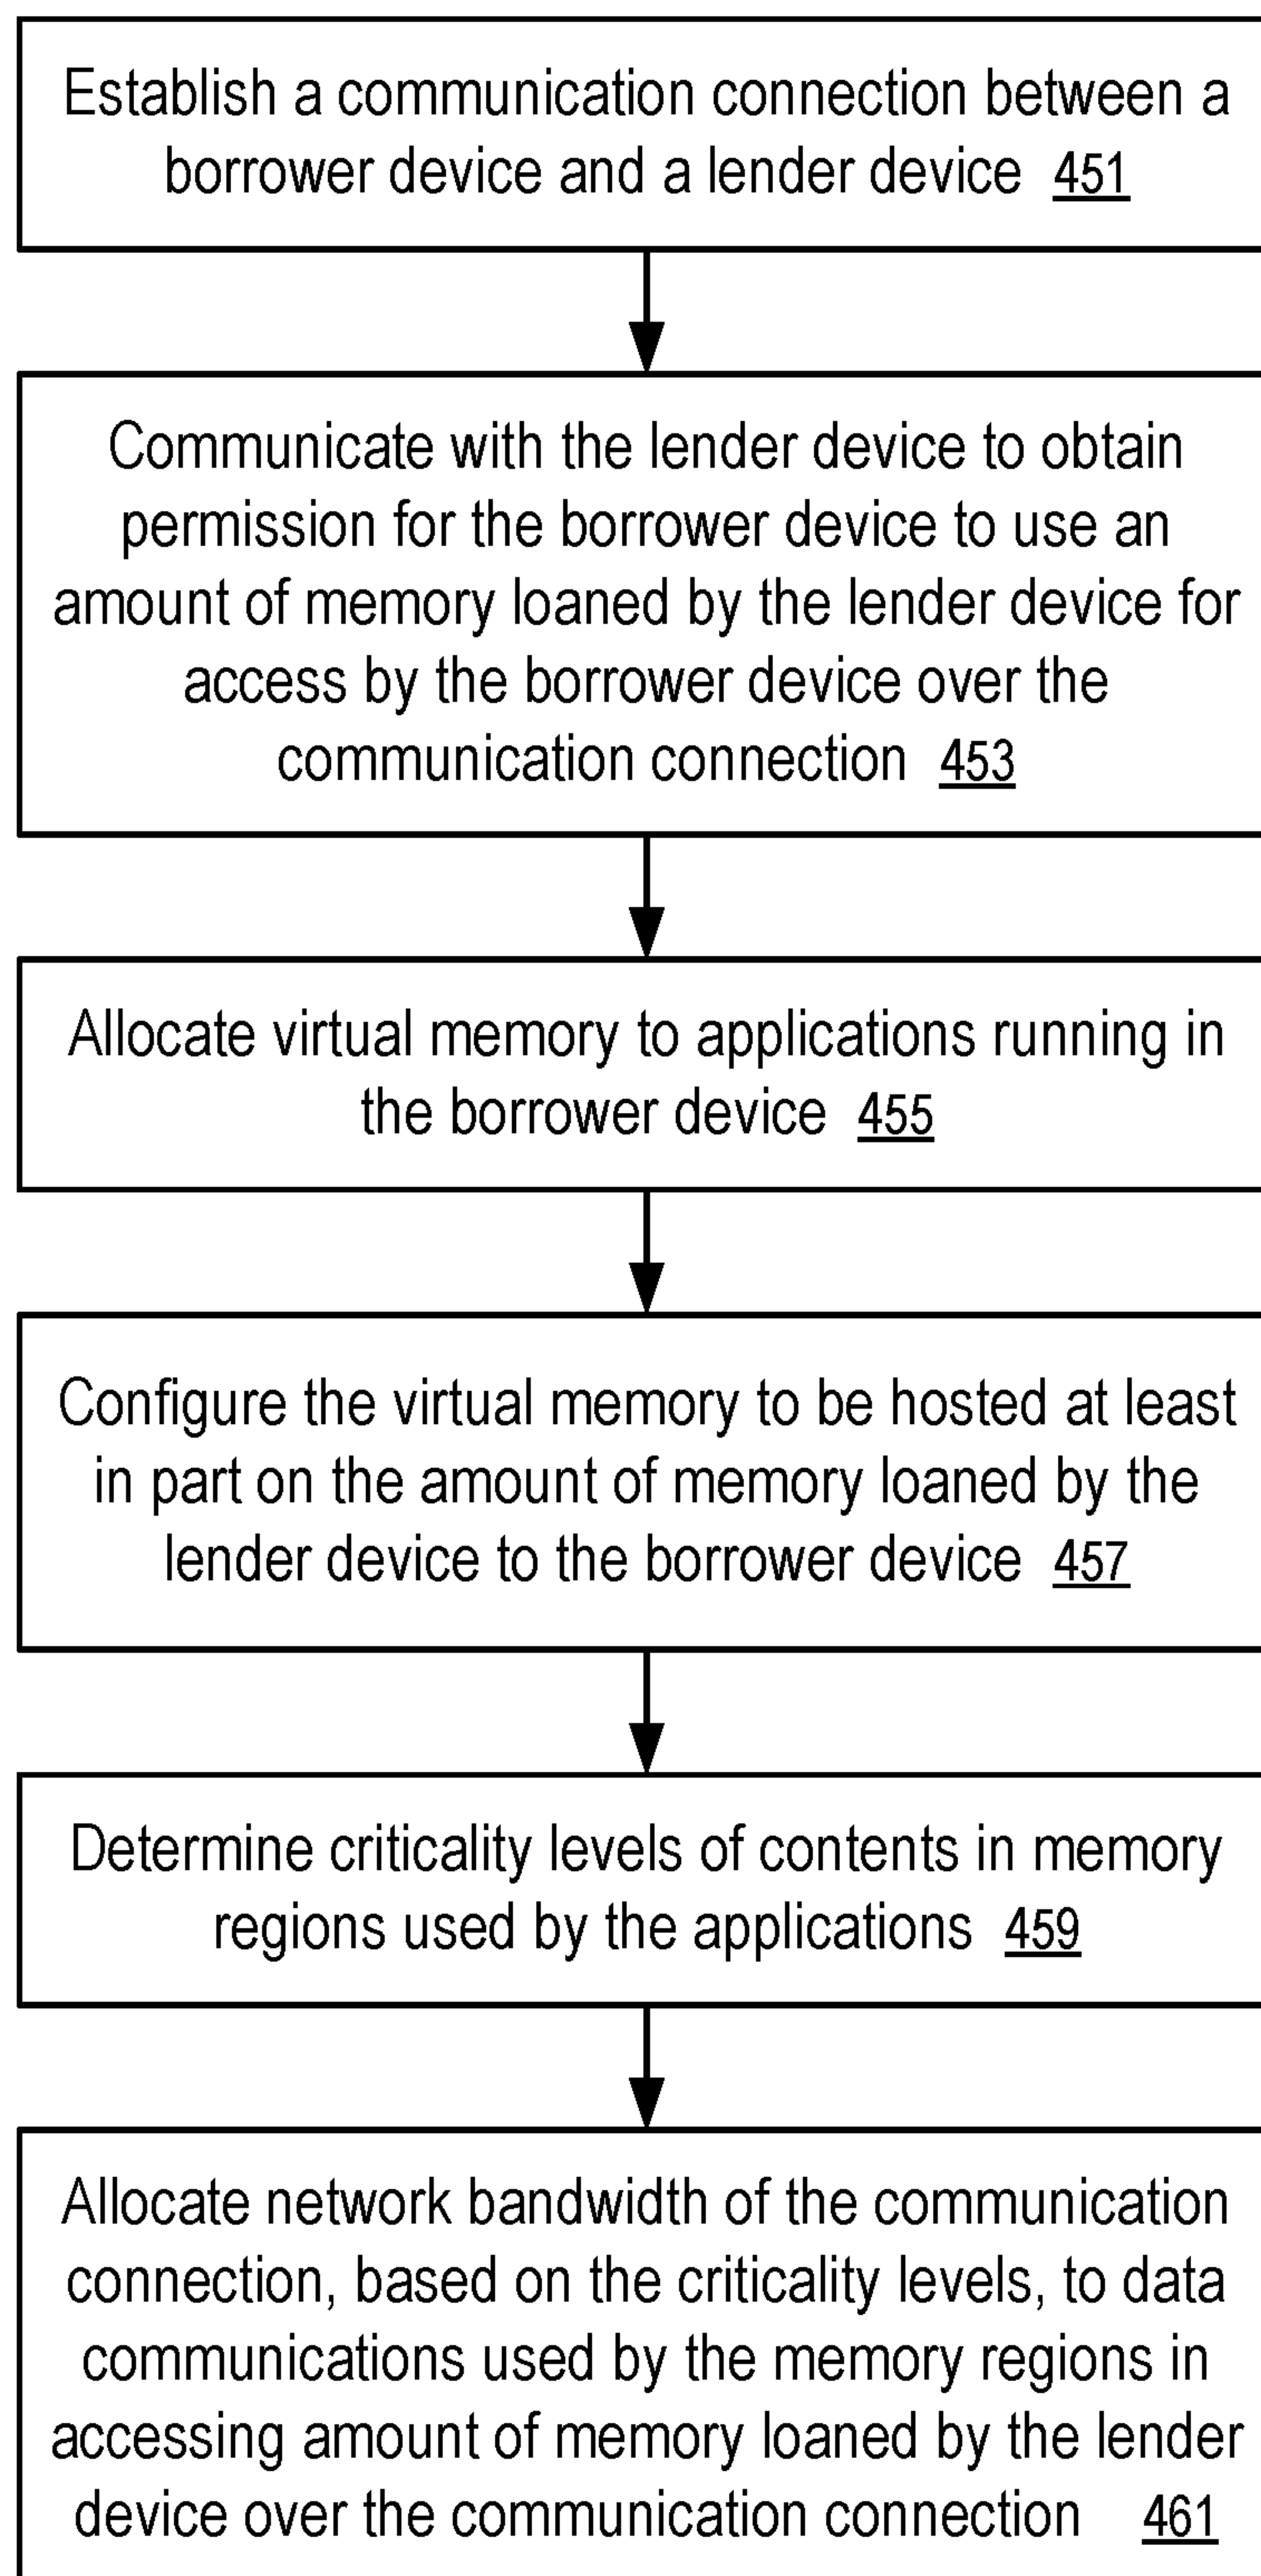 Establish a communication connection between a
borrower device and a lender device 451
Communicate with the lender device to obtain
permission for the borrower device to use an
amount of memory loaned by the lender device for
access by the borrower device over the
communication connection 453
Allocate virtual memory to applications running in
the borrower device 455
Configure the virtual memory to be hosted at least
in part on the amount of memory loaned by the
lender device to the borrower device 457
Determine criticality levels of contents in memory
regions used by the applications 459
Allocate network bandwidth of the communication
connection, based on the criticality levels, to data
communications used by the memory regions in
accessing amount of memory loaned by the lender
device over the communication connection 461